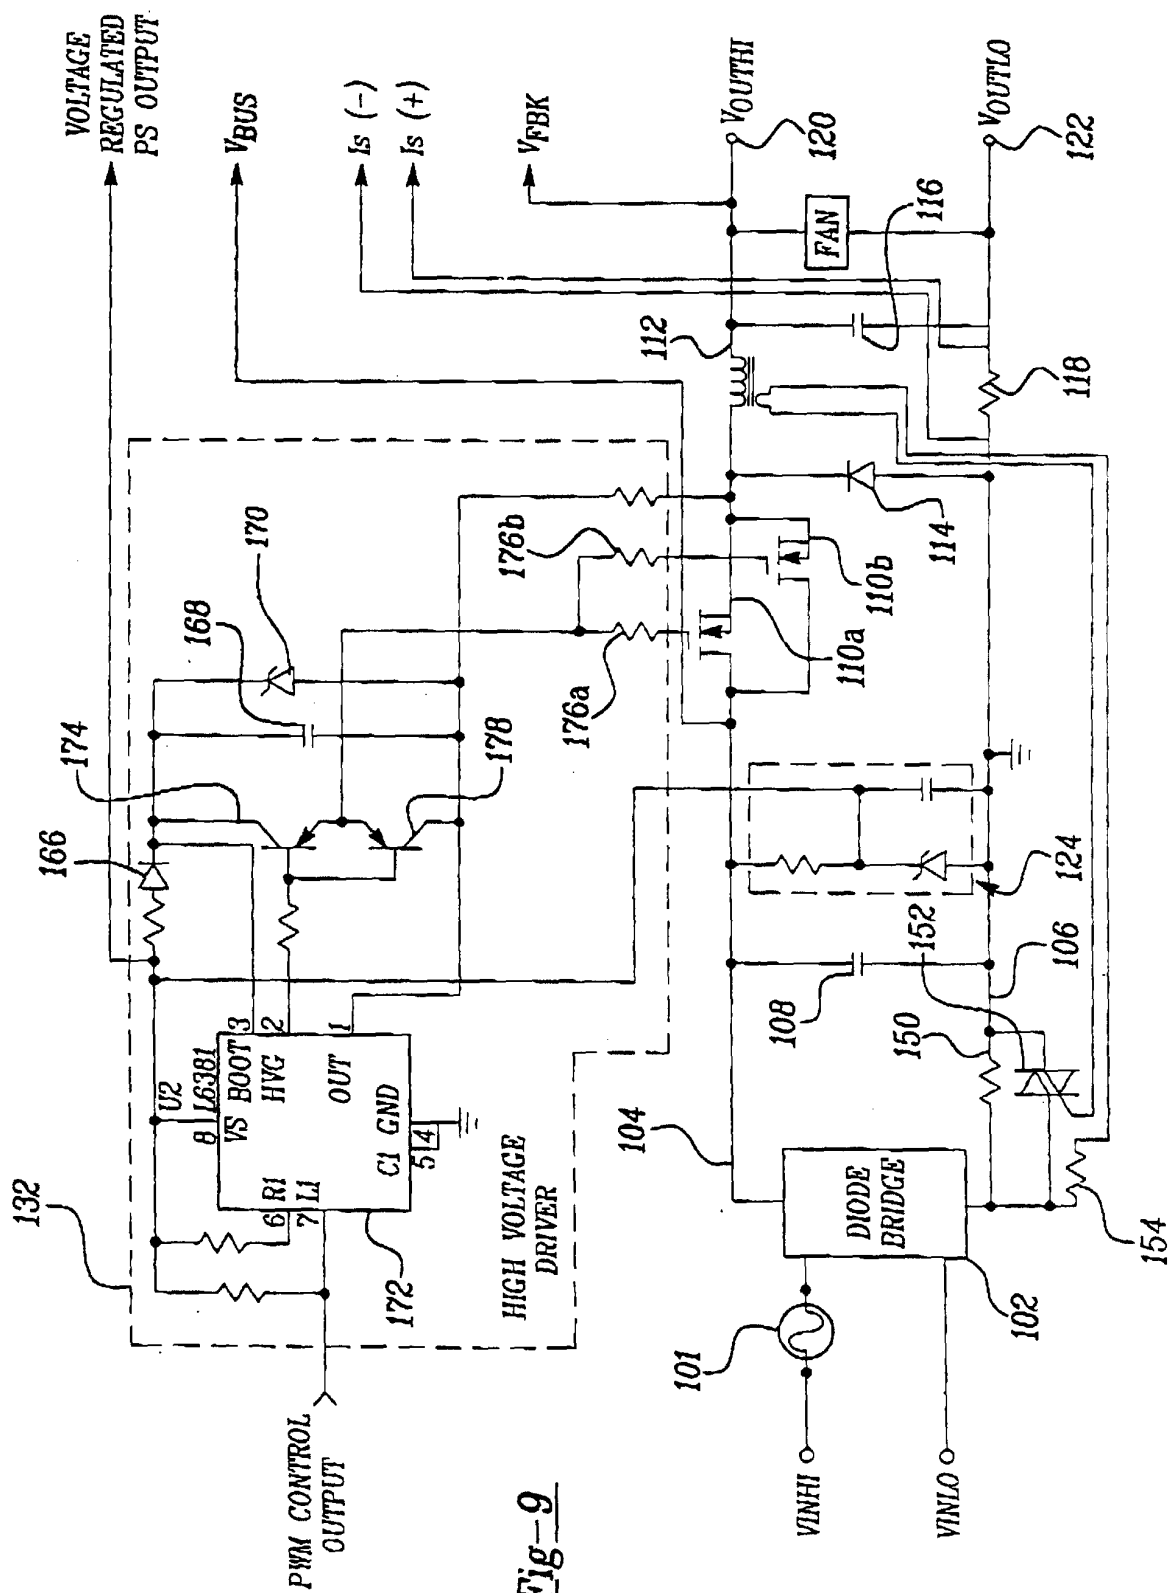 VOLTAGE
REGULATED
PS OUTPUT
VBUS
Is (-)
Is (+)
VFBK
VOUTHI
120
VOUTLO
122
FAN
116
112
118
114
170
168
174
166
178
176b
176a
110b
110a
132
U2
L6381
8
VS
BOOT
3
HVG
2
OUT
1
6
R1
7
L1
C1
GND
5
4
172
HIGH VOLTAGE
DRIVER
PWM CONTROL
OUTPUT
124
152
108
106
150
104
DIODE
BRIDGE
102
154
101
VINHI
VINLO
Fig-9